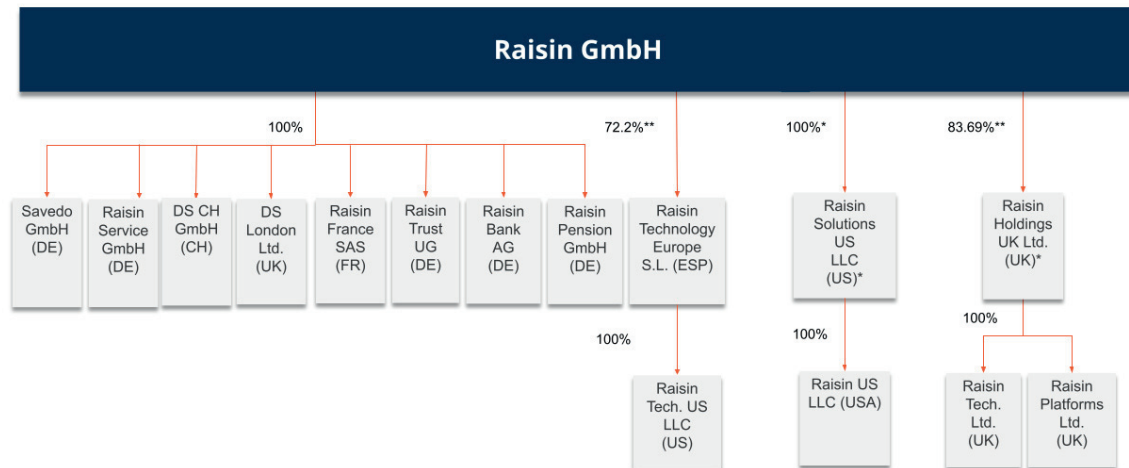 Raisin GmbH
100%
72.2%**
100%*
83.69%**
Savedo
GmbH
(DE)
Raisin
Service
GmbH
(DE)
DS CH
GmbH
(CH)
DS
London
Ltd.
(UK)
Raisin
France
SAS
(FR)
Raisin
Trust
UG
(DE)
Raisin
Bank
AG
(DE)
Raisin
Pension
GmbH
(DE)
Raisin
Technology
Europe
S.L. (ESP)
Raisin
Solutions
US
LLC
(US)*
Raisin
Holdings
UK Ltd.
(UK)*
100%
100%
100%
Raisin
Tech. US
LLC
(US)
Raisin US
LLC (USA)
Raisin
Tech.
Ltd.
(UK)
Raisin
Platforms
Ltd.
(UK)